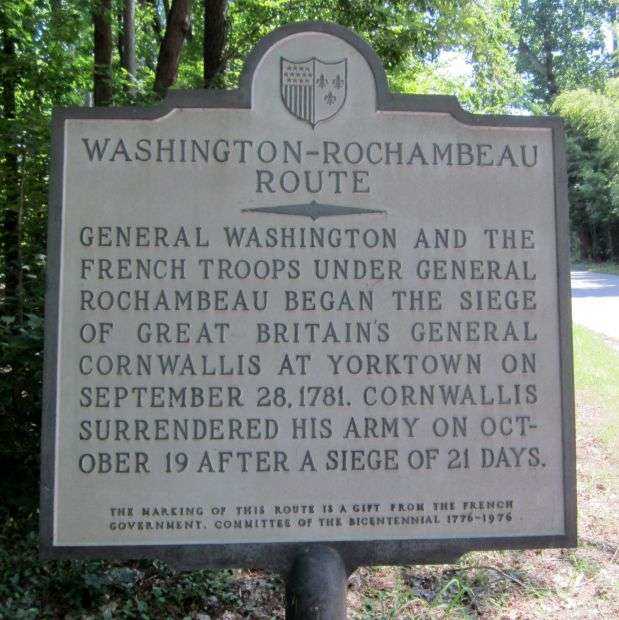 WASHINGTON-ROCHAMBEAU
ROUTE
GENERAL WASHINGTON AND THE
FRENCH TROOPS UNDER GENERAL
ROCHAMBEAU BEGAN THE SIEGE
OF GREAT BRITAIN'S GENERAL
CORNWALLIS AT YORKTOWN ON
SEPTEMBER 28, 1781. CORNWALLIS
SURRENDERED HIS ARMY ON OCT-
OBER 19 AFTER A SIEGE OF 21 DAYS.
THE MARKING OF THIS ROUTE IS A GIFT FROM THE FRENCH
GOVERNMENT, COMMITTEE OF THE BICENTENNIAL 1776-1976